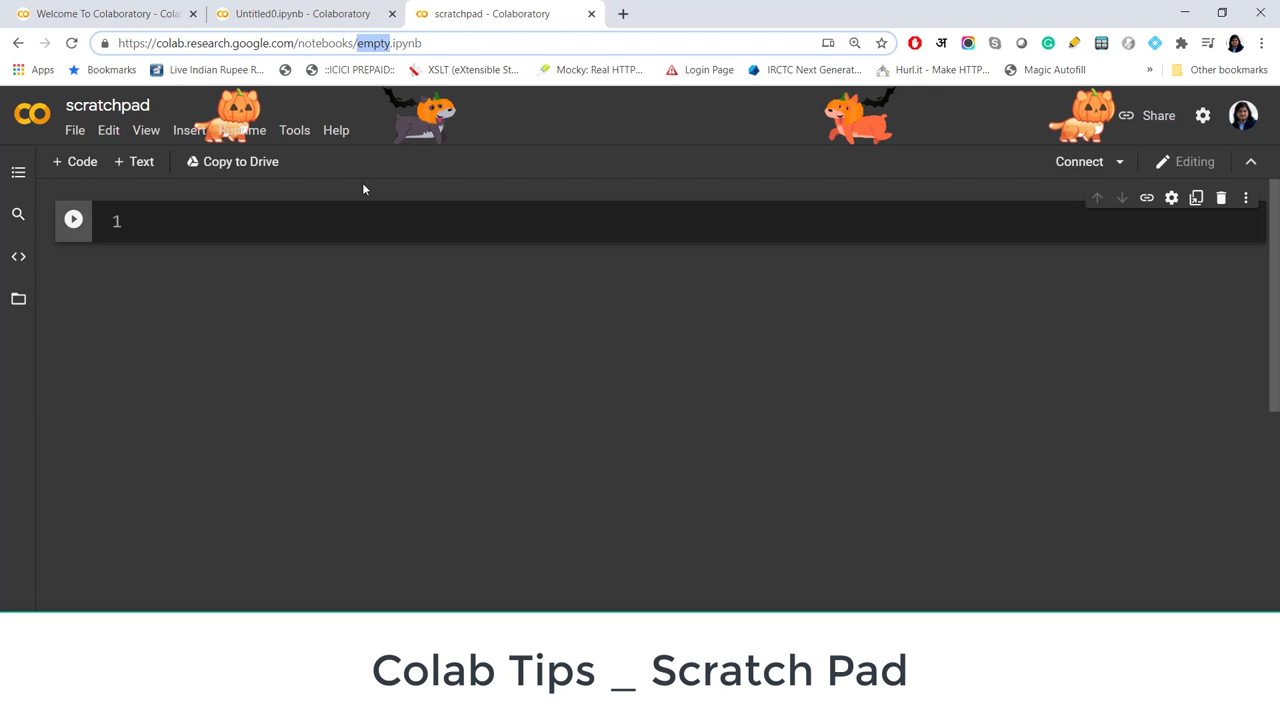 Welcome To Colaboratory - Colal
Untitled0.ipynb - Colaboratory
scratchpad - Colaboratory
https://colab.research.google.com/notebooks/empty.ipynb
अ
Apps
Bookmarks
Live Indian Rupee R...
::ICICI PREPAID::
XSLT (eXtensible St...
Mocky: Real HTTP...
Login Page
IRCTC Next Generat...
Hurl.it - Make HTTP...
Magic Autofill
»
Other bookmarks
scratchpad
File Edit View Insert Runtime Tools Help
Share
+ Code + Text Copy to Drive
Connect
Editing
1
Colab Tips _ Scratch Pad